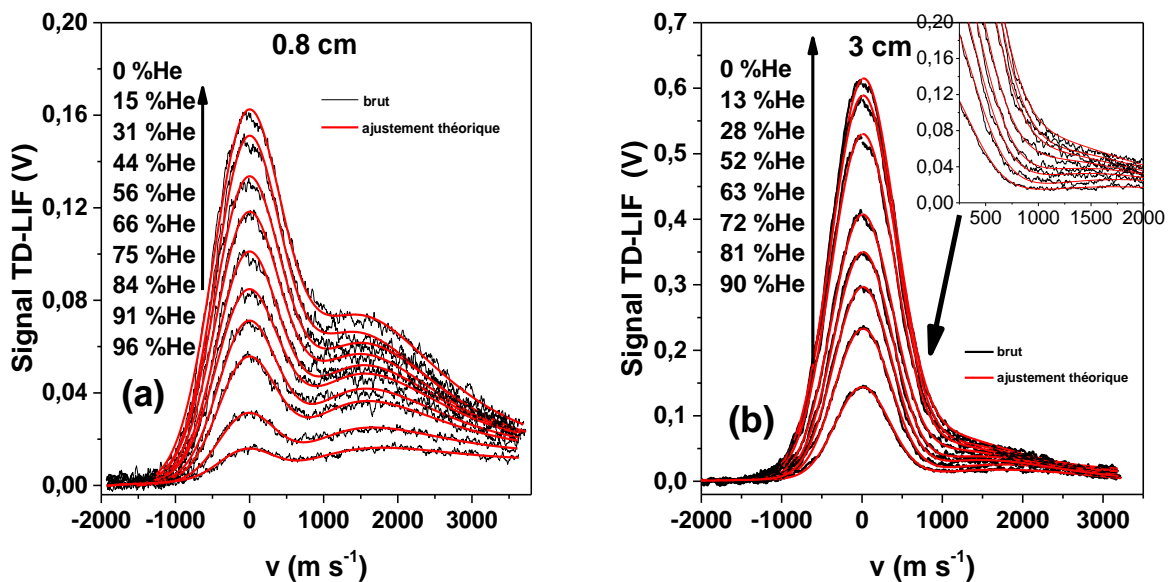 0.8 cm
0 %He
15 %He
31 %He
44 %He
56 %He
66 %He
75 %He
84 %He
91 %He
96 %He
brut
ajustement théorique
(a)
0,20
0,16
0,12
0,08
0,04
0,00
Signal TD-LIF (V)
-2000 -1000 0 1000 2000 3000
v (m s⁻¹)
3 cm
0 %He
13 %He
28 %He
52 %He
63 %He
72 %He
81 %He
90 %He
brut
ajustement théorique
(b)
0,7
0,6
0,5
0,4
0,3
0,2
0,1
0,0
Signal TD-LIF (V)
-2000 -1000 0 1000 2000 3000
v (m s⁻¹)
0,20
0,16
0,12
0,08
0,04
0,00
500 1000 1500 2000